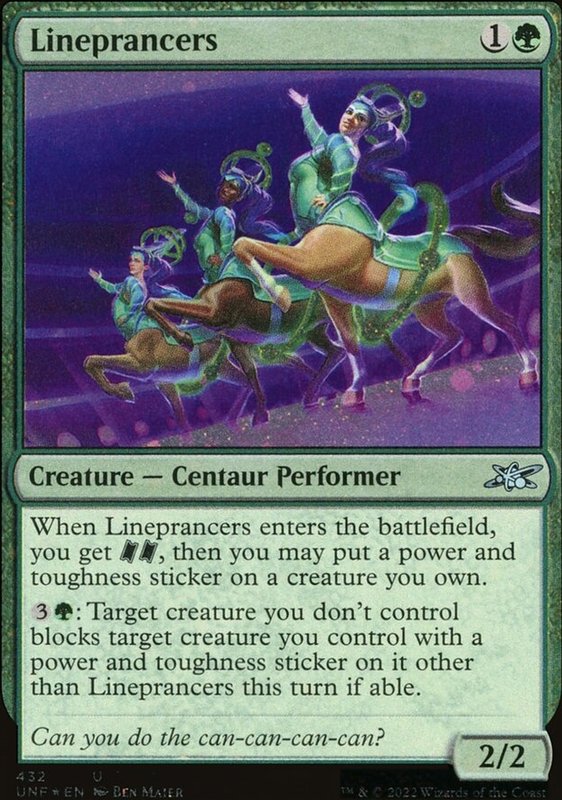 Lineprancers 1
Creature — Centaur Performer
When Lineprancers enters the battlefield,
you get , then you may put a power and
toughness sticker on a creature you own.
3 : Target creature you don't control
blocks target creature you control with a
power and toughness sticker on it other
than Lineprancers this turn if able.
Can you do the can-can-can-can?
2/2
432 U
UNF★EN Ben Maier
™ & © 2022 Wizards of the Coast